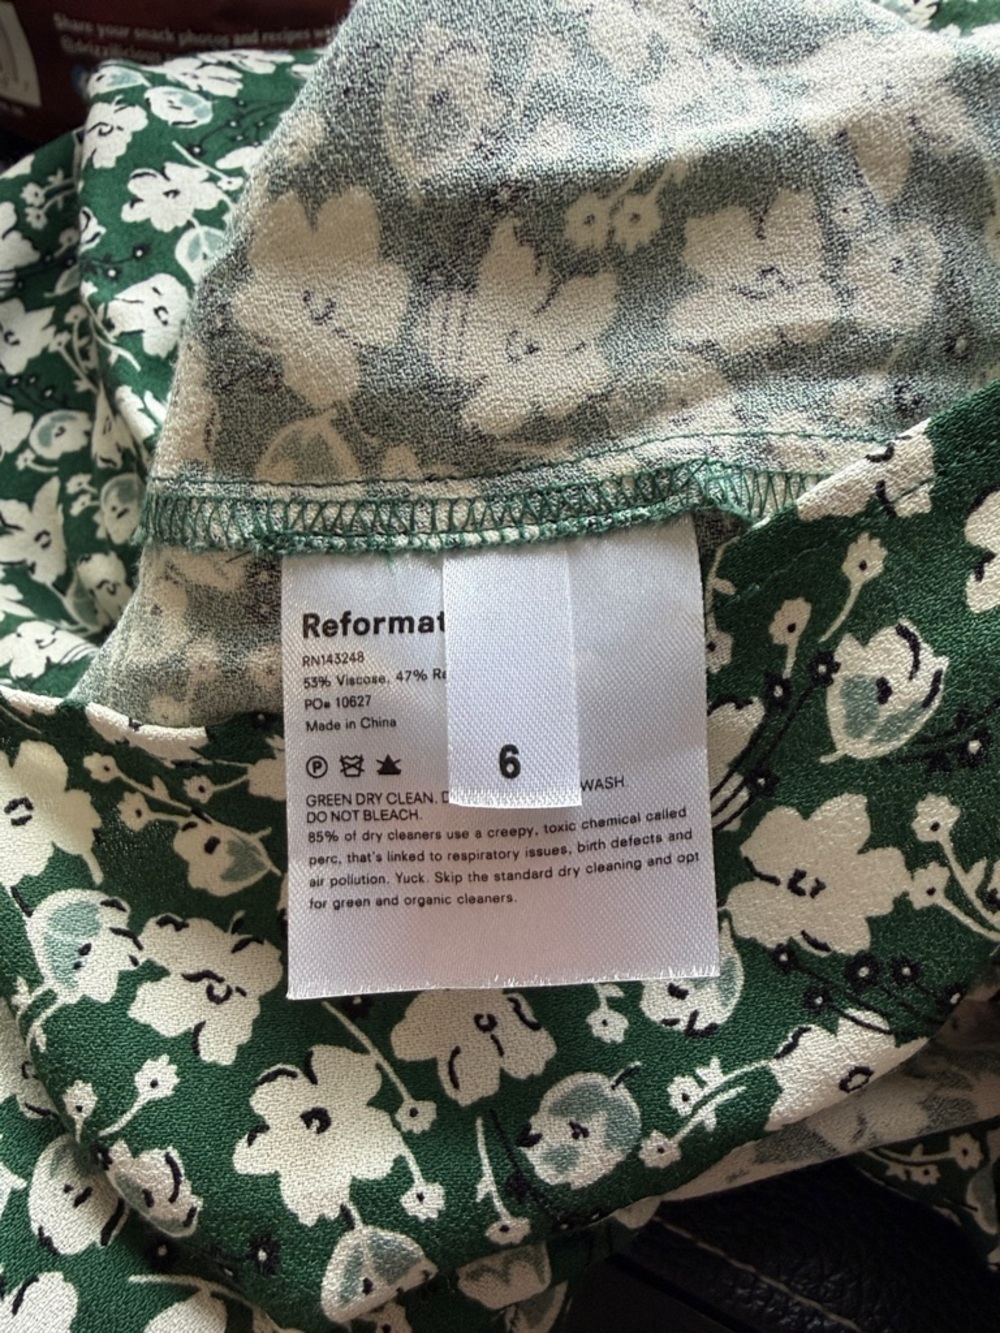 Share your snack photos and recipes
@drizzilicious
Reformat
RN143248
53% Viscose, 47% R
PO# 10627
Made in China
P
6
GREEN DRY CLEAN. WASH.
DO NOT BLEACH.
85% of dry cleaners use a creepy, toxic chemical called
perc, that's linked to respiratory issues, birth defects and
air pollution. Yuck. Skip the standard dry cleaning and opt
for green and organic cleaners.